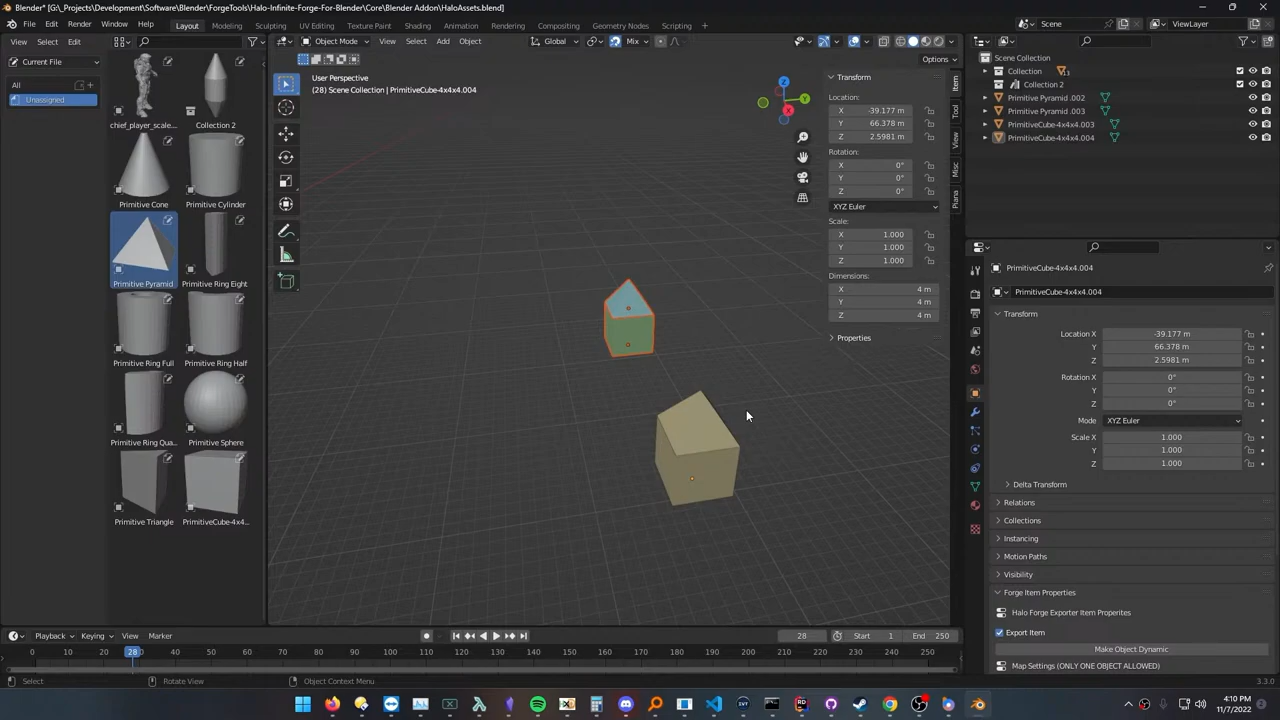 Blender* [G:\_Projects\Development\Software\Blender\ForgeTools\Halo-Infinite-Forge-For-Blender\Core\Blender Addon\HaloAssets.blend]
File Edit Render Window Help Layout Modeling Sculpting UV Editing Texture Paint Shading Animation Rendering Compositing Geometry Nodes Scripting Scene ViewLayer
View Select Edit
Object Mode View Select Add Object Global Mix
Options
Current File
All
Unassigned
chief_player_scale...
Collection 2
Primitive Cone
Primitive Cylinder
Primitive Pyramid
Primitive Ring Eight
Primitive Ring Full
Primitive Ring Half
Primitive Ring Qua...
Primitive Sphere
Primitive Triangle
PrimitiveCube-4x4...
User Perspective
(28) Scene Collection | PrimitiveCube-4x4x4.004
Z
Y
X
Transform
Location:
X -39.177 m
Y 66.378 m
Z 2.5981 m
Rotation:
X 0°
Y 0°
Z 0°
XYZ Euler
Scale:
X 1.000
Y 1.000
Z 1.000
Dimensions:
X 4 m
Y 4 m
Z 4 m
Properties
Item
Tool
View
Misc
Plana
Scene Collection
Collection 13
Collection 2
Primitive Pyramid .002
Primitive Pyramid .003
PrimitiveCube-4x4x4.003
PrimitiveCube-4x4x4.004
PrimitiveCube-4x4x4.004
PrimitiveCube-4x4x4.004
Transform
Location X -39.177 m
Y 66.378 m
Z 2.5981 m
Rotation X 0°
Y 0°
Z 0°
Mode XYZ Euler
Scale X 1.000
Y 1.000
Z 1.000
Delta Transform
Relations
Collections
Instancing
Motion Paths
Visibility
Forge Item Properties
Halo Forge Exporter Item Properites
Export Item
Make Object Dynamic
Map Settings (ONLY ONE OBJECT ALLOWED)
Playback Keying View Marker 28 Start 1 End 250
0 10 20 28 40 50 60 70 80 90 100 110 120 130 140 150 160 170 180 190 200 210 220 230 240 250
Select Rotate View Object Context Menu 3.3.0
4:10 PM
11/7/2022